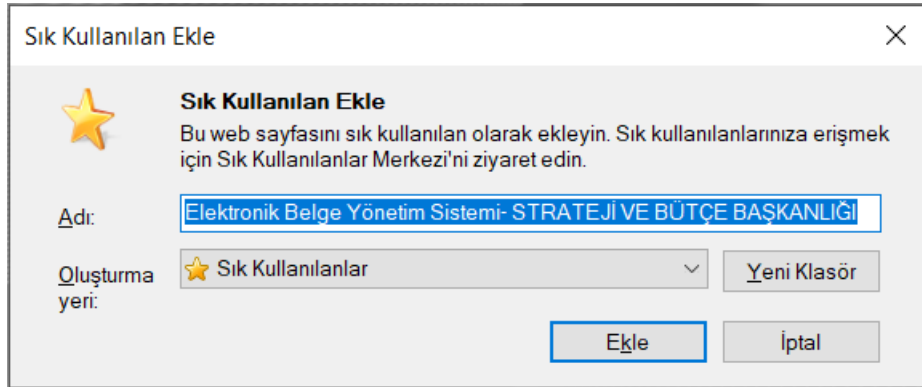 Sık Kullanılan Ekle
Sık Kullanılan Ekle
Bu web sayfasını sık kullanılan olarak ekleyin. Sık kullanılanlarınıza erişmek
için Sık Kullanılanlar Merkezi'ni ziyaret edin.
Adı:
Elektronik Belge Yönetim Sistemi- STRATEJİ VE BÜTÇE BAŞKANLIĞI
Oluşturma
yeri:
Sık Kullanılanlar
Yeni Klasör
Ekle
İptal